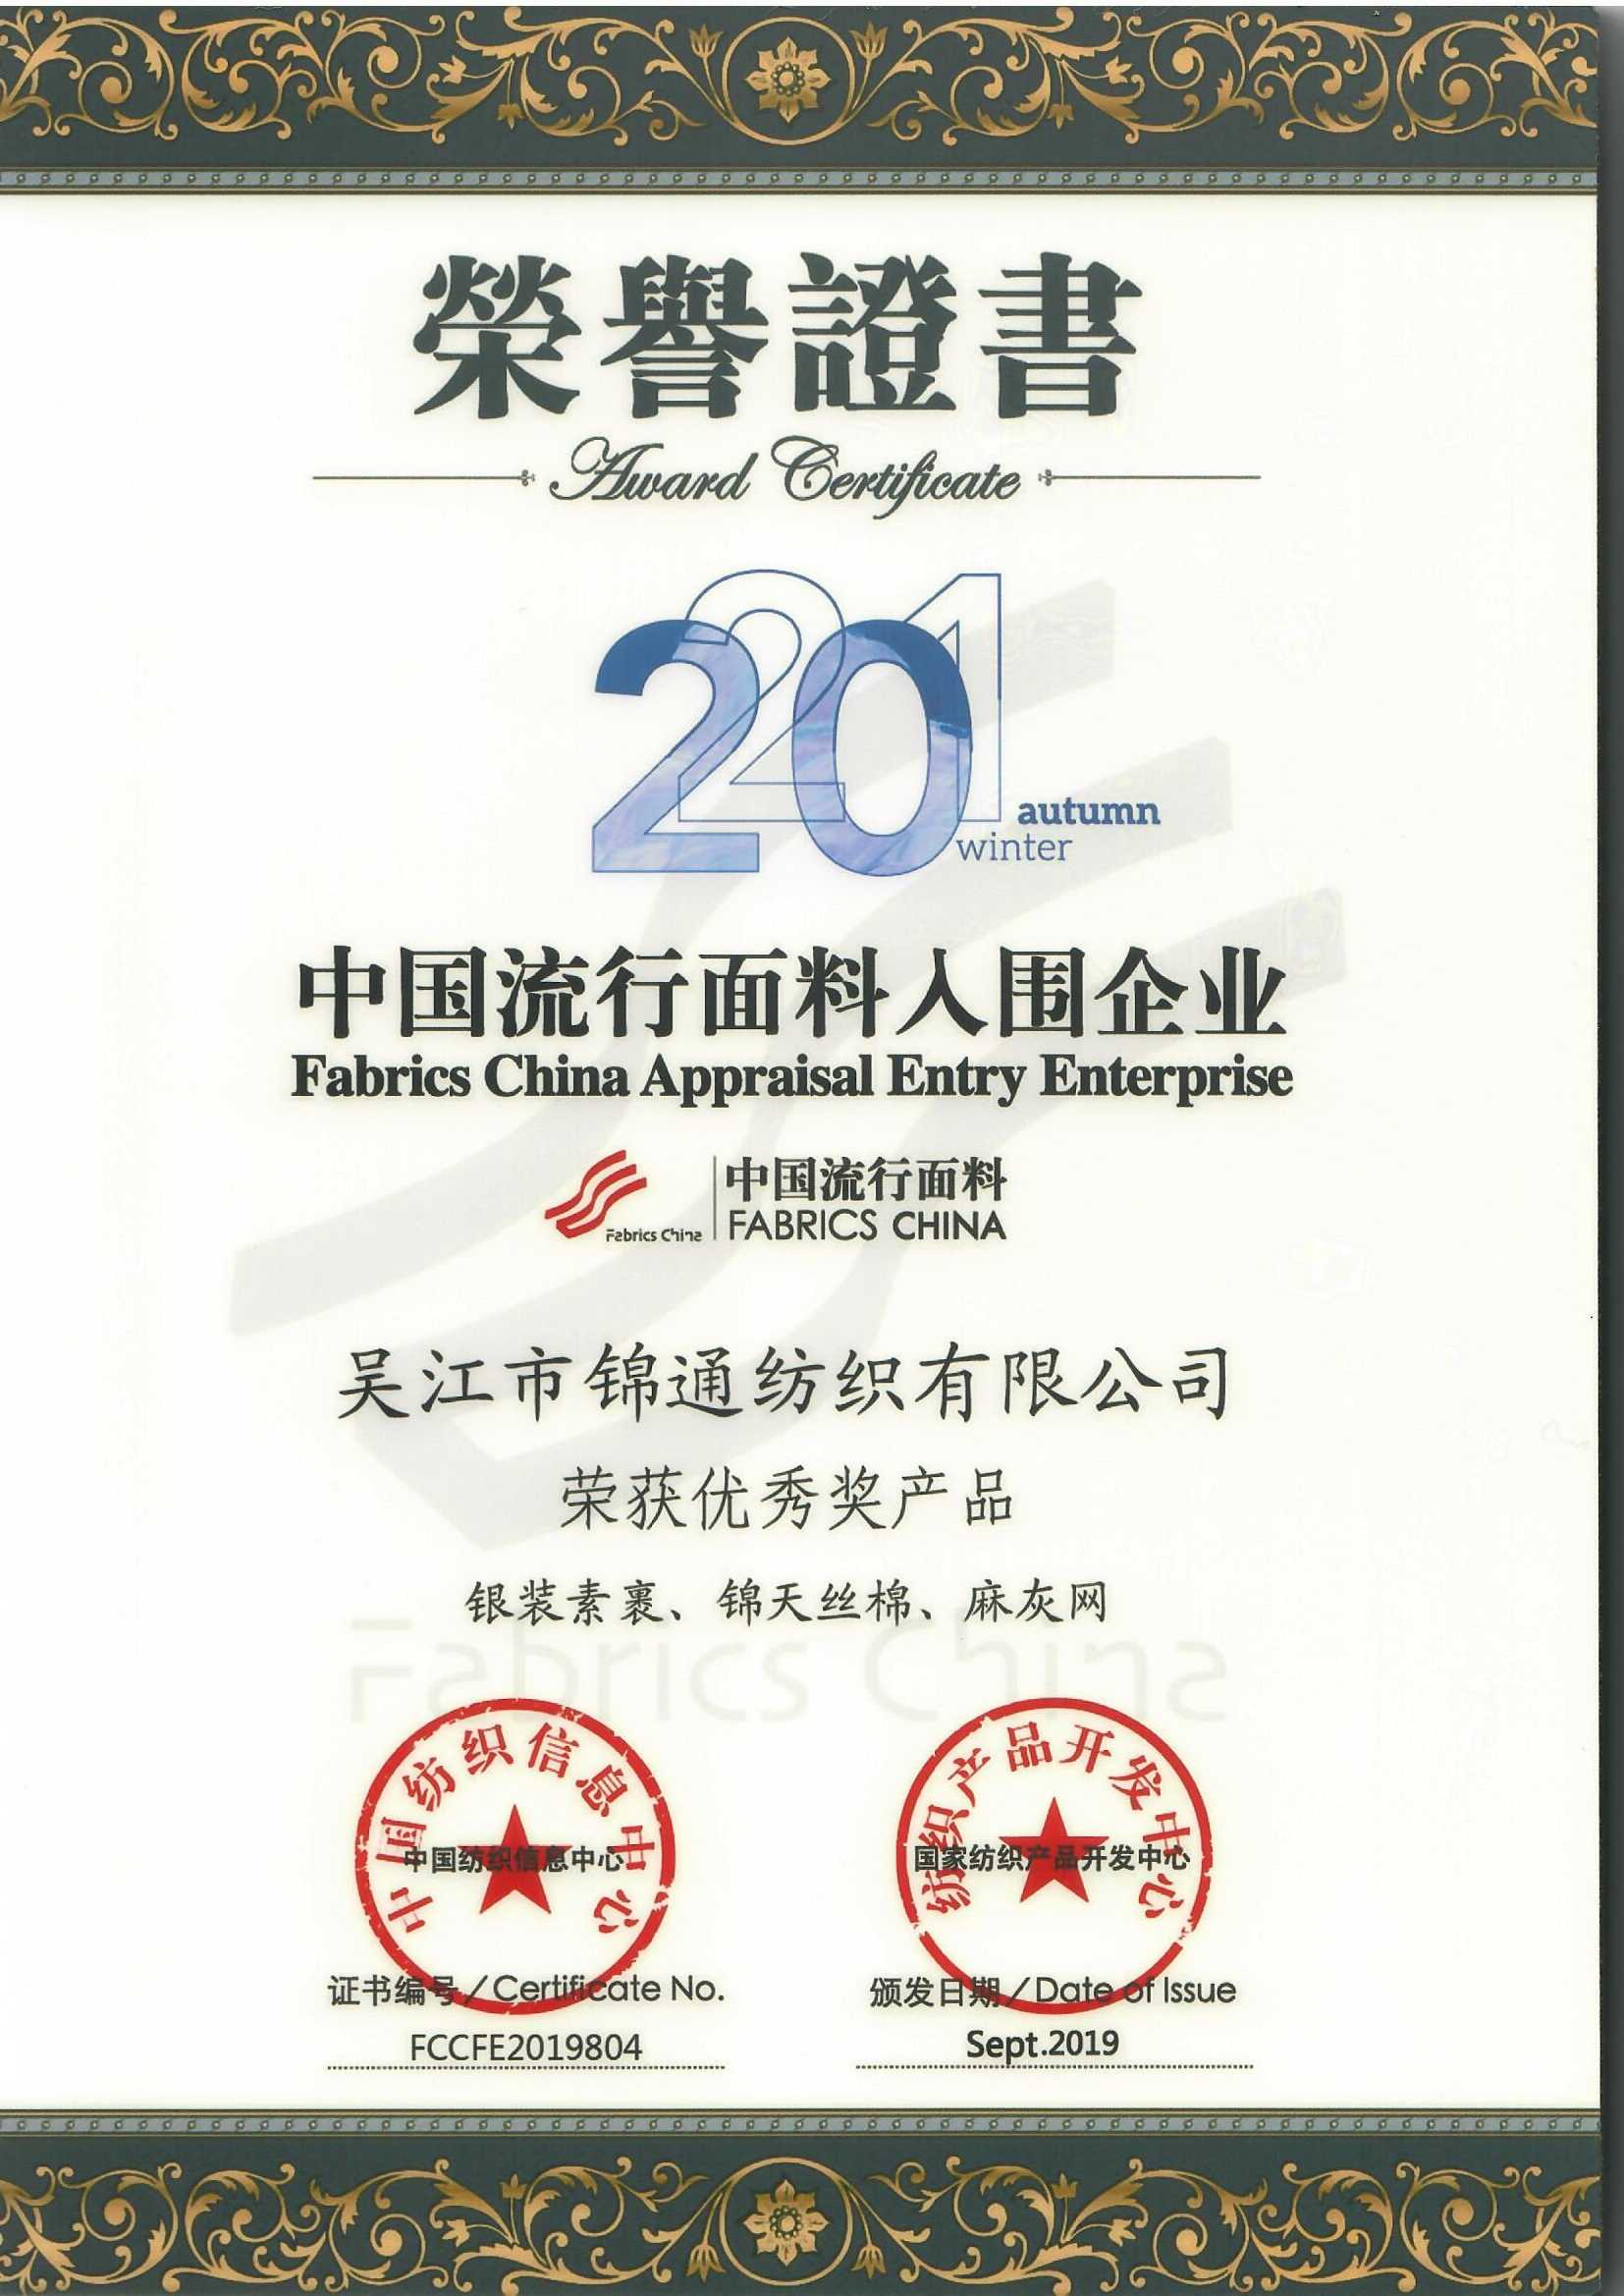 榮譽證書
Award Certificate
2021
autumn
winter
中国流行面料入围企业
Fabrics China Appraisal Entry Enterprise
中国流行面料
Fabrics China
FABRICS CHINA
吴江市锦通纺织有限公司
荣获优秀奖产品
银装素裹、锦天丝棉、麻灰网
Fabrics China
中国纺织信息中心
纺织产品开发中心
中国纺织信息中心
国家纺织产品开发中心
证书编号/Certificate No.
颁发日期/Date of Issue
FCCFE2019804
Sept.2019